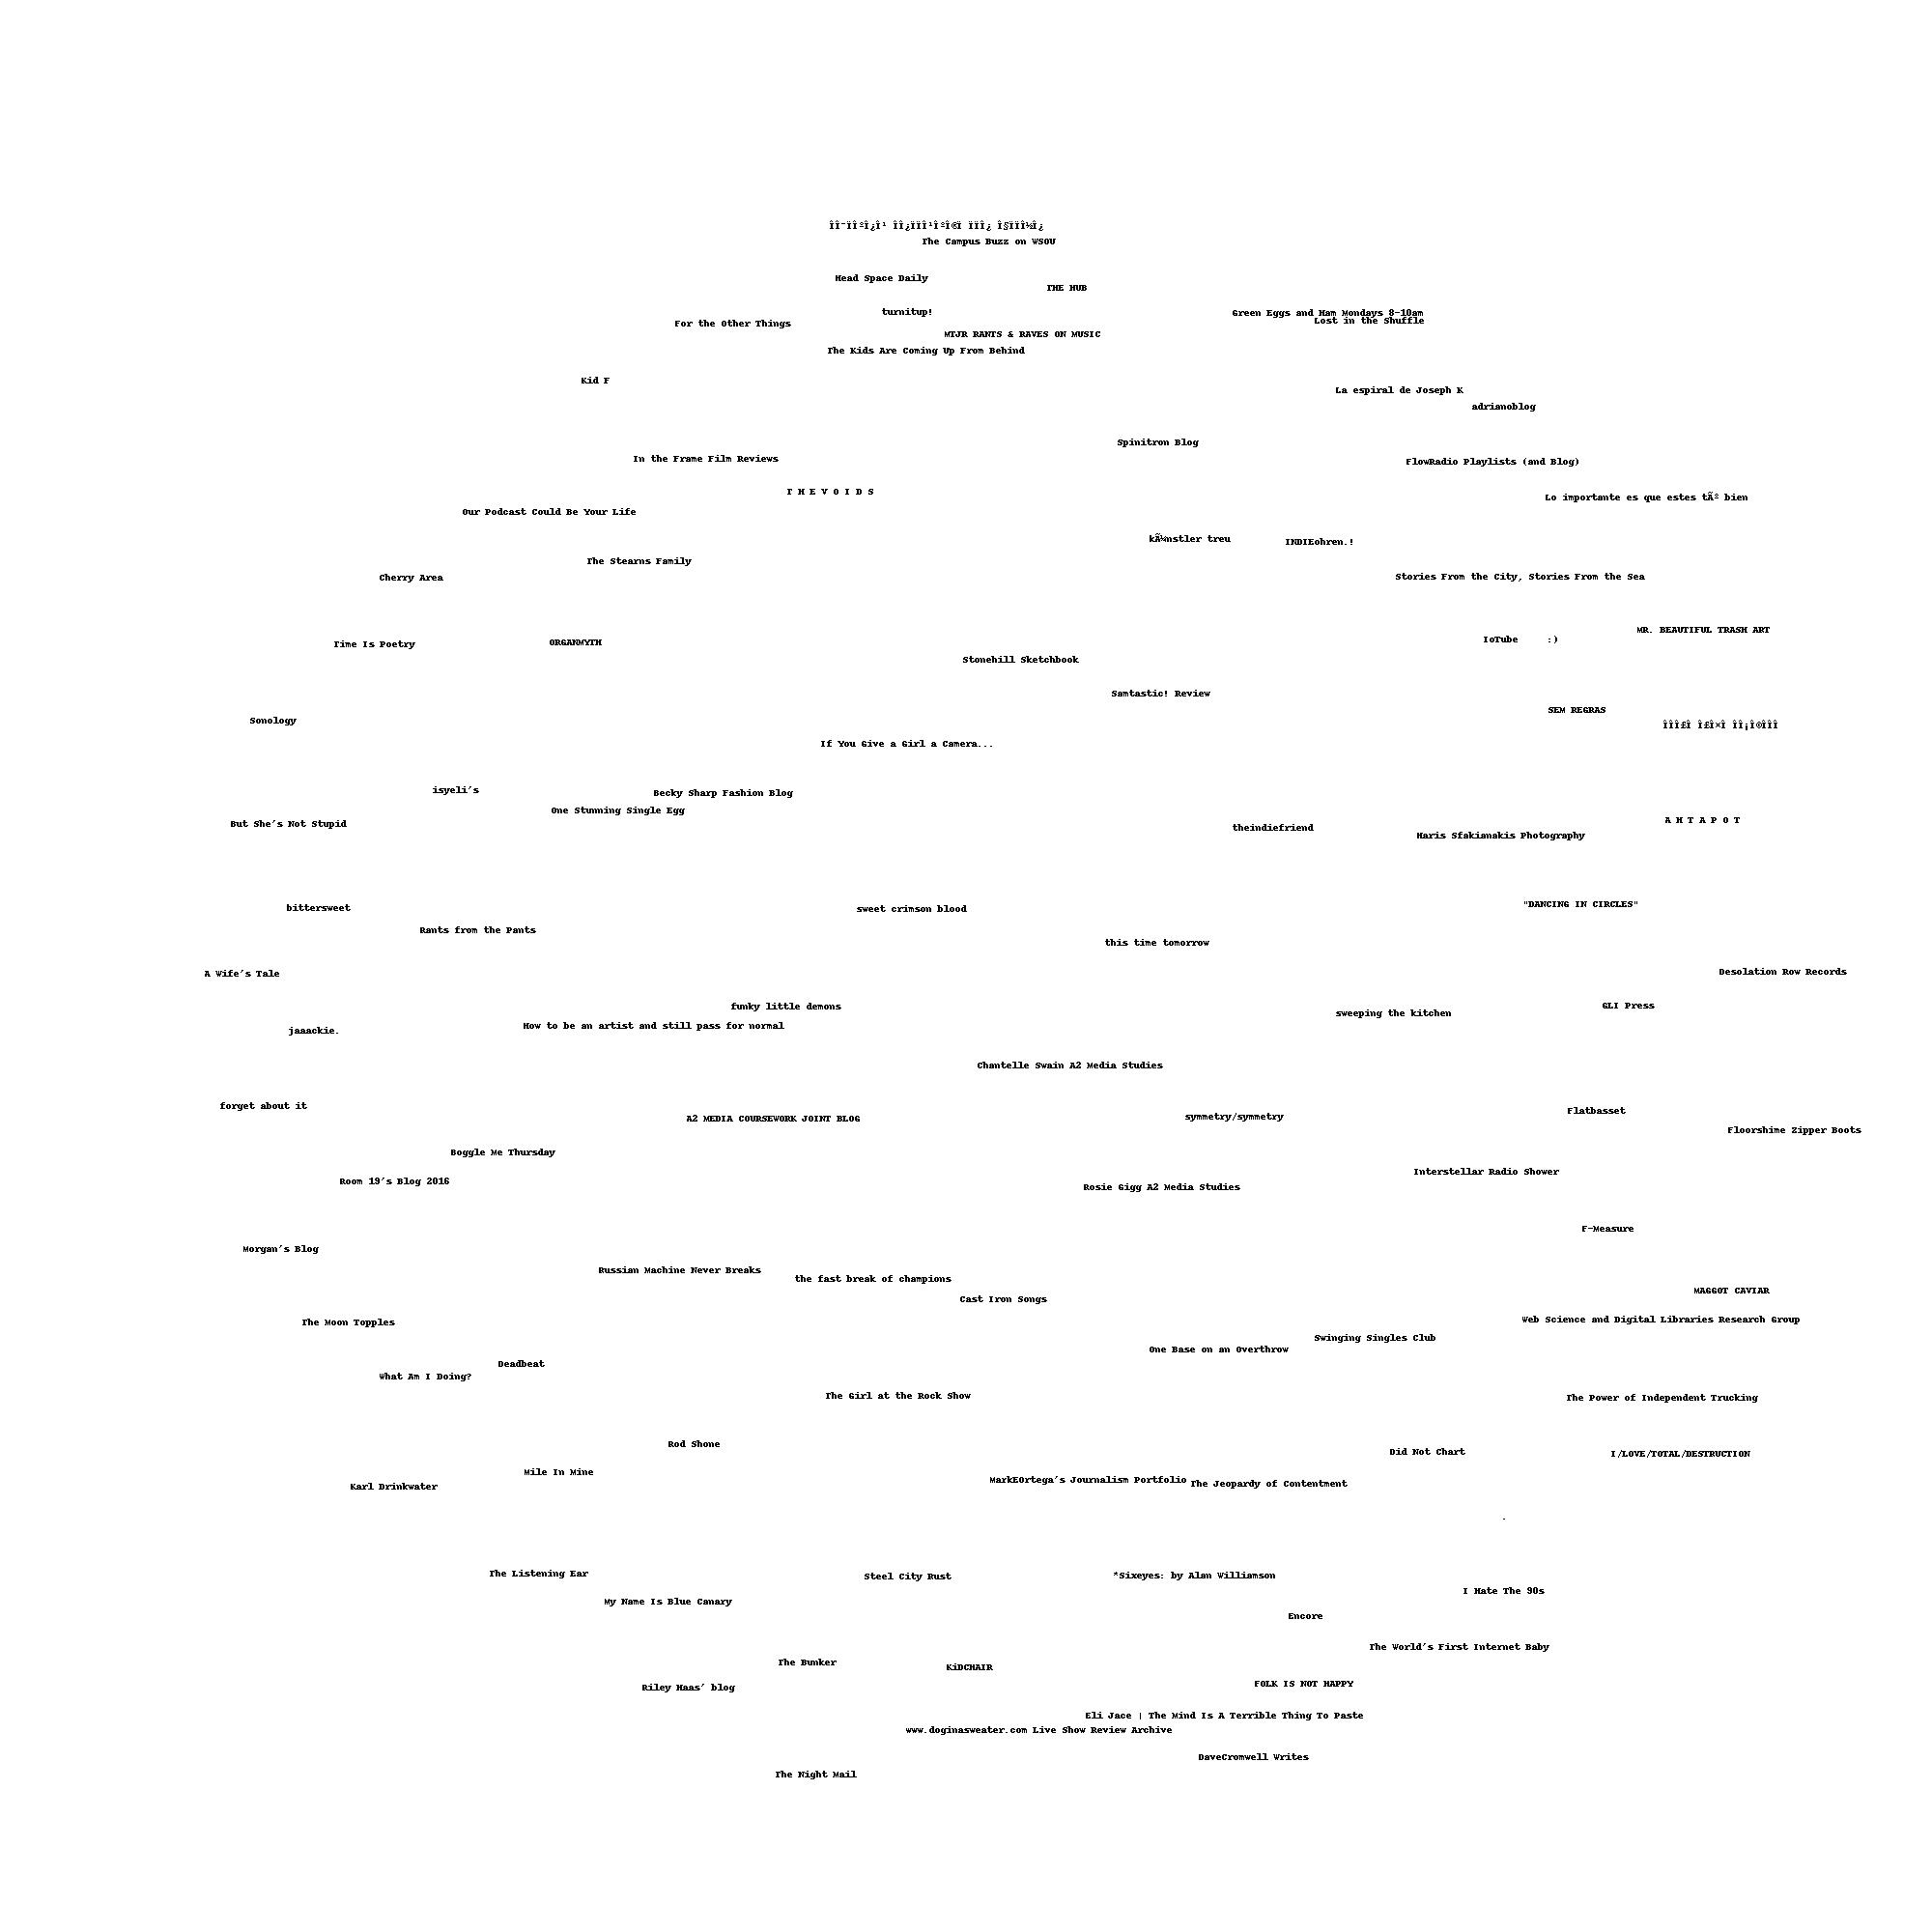 The Campus Buzz on WSOU
Head Space Daily
THE HUB
turnitup!
Green Eggs and Ham Mondays 8-10am
Lost in the Shuffle
For the Other Things
MTJR RANTS & RAVES ON MUSIC
The Kids Are Coming Up From Behind
Kid F
La espiral de Joseph K
adrianoblog
Spinitron Blog
In the Frame Film Reviews
FlowRadio Playlists (and Blog)
T H E V O I D S
Lo importante es que estes tÃº bien
Our Podcast Could Be Your Life
kÃ¼nstler treu
INDIEohren.!
The Stearns Family
Cherry Area
Stories From the City, Stories From the Sea
MR. BEAUTIFUL TRASH ART
IoTube :)
Time Is Poetry
ORGANMYTH
Stonehill Sketchbook
Samtastic! Review
SEM REGRAS
Sonology
If You Give a Girl a Camera...
isyeli's
Becky Sharp Fashion Blog
One Stunning Single Egg
But She's Not Stupid
A H T A P O T
theindiefriend
Haris Sfakianakis Photography
bittersweet
sweet crimson blood
"DANCING IN CIRCLES"
Rants from the Pants
this time tomorrow
A Wife's Tale
Desolation Row Records
funky little demons
GLI Press
sweeping the kitchen
How to be an artist and still pass for normal
jaaackie.
Chantelle Swain A2 Media Studies
forget about it
Flatbasset
A2 MEDIA COURSEWORK JOINT BLOG
symmetry/symmetry
Floorshime Zipper Boots
Boggle Me Thursday
Interstellar Radio Shower
Room 19's Blog 2016
Rosie Gigg A2 Media Studies
F-Measure
Morgan's Blog
Russian Machine Never Breaks
the fast break of champions
MAGGOT CAVIAR
Cast Iron Songs
Web Science and Digital Libraries Research Group
The Moon Topples
Swinging Singles Club
One Base on an Overthrow
Deadbeat
What Am I Doing?
The Girl at the Rock Show
The Power of Independent Trucking
Rod Shone
Did Not Chart
I/LOVE/TOTAL/DESTRUCTION
Mile In Mine
MarkEOrtega's Journalism Portfolio
The Jeopardy of Contentment
Karl Drinkwater
.
The Listening Ear
Steel City Rust
*Sixeyes: by Alan Williamson
I Hate The 90s
My Name Is Blue Canary
Encore
The World's First Internet Baby
The Bunker
KiDCHAIR
FOLK IS NOT HAPPY
Riley Haas' blog
Eli Jace | The Mind Is A Terrible Thing To Paste
www.doginasweater.com Live Show Review Archive
DaveCromwell Writes
The Night Mail